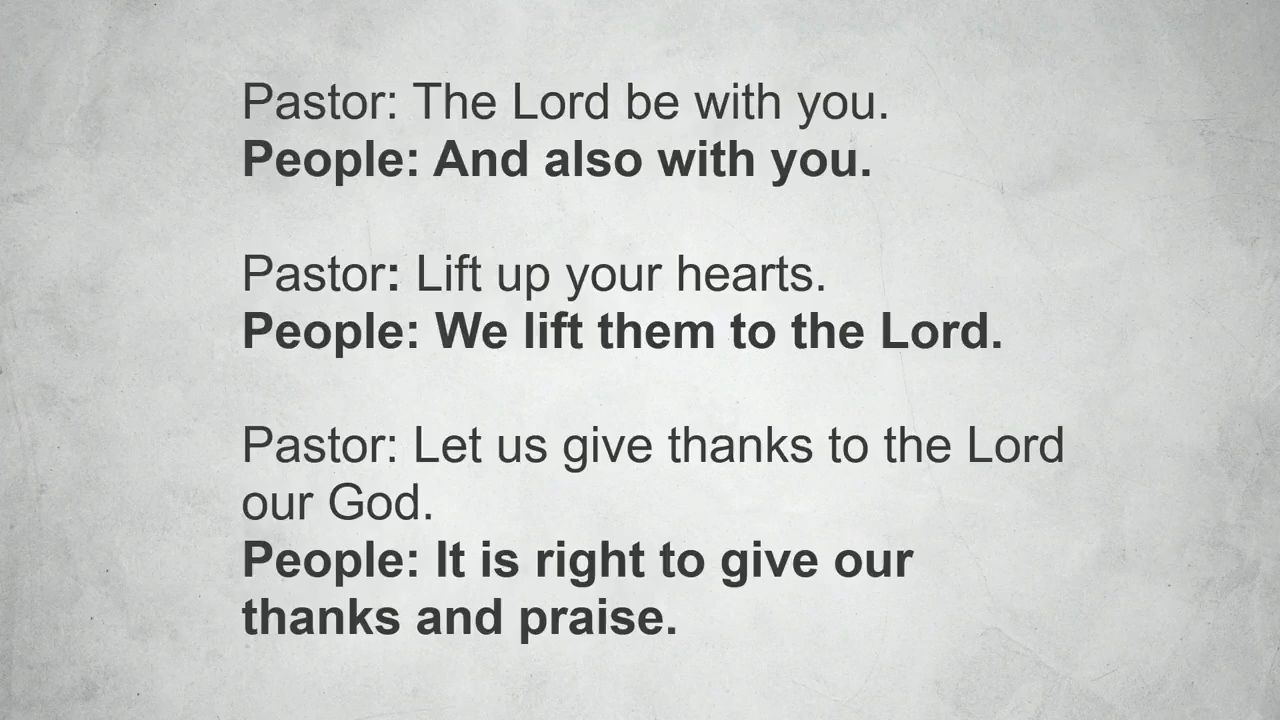 Pastor: The Lord be with you.
People: And also with you.
Pastor: Lift up your hearts.
People: We lift them to the Lord.
Pastor: Let us give thanks to the Lord
our God.
People: It is right to give our
thanks and praise.